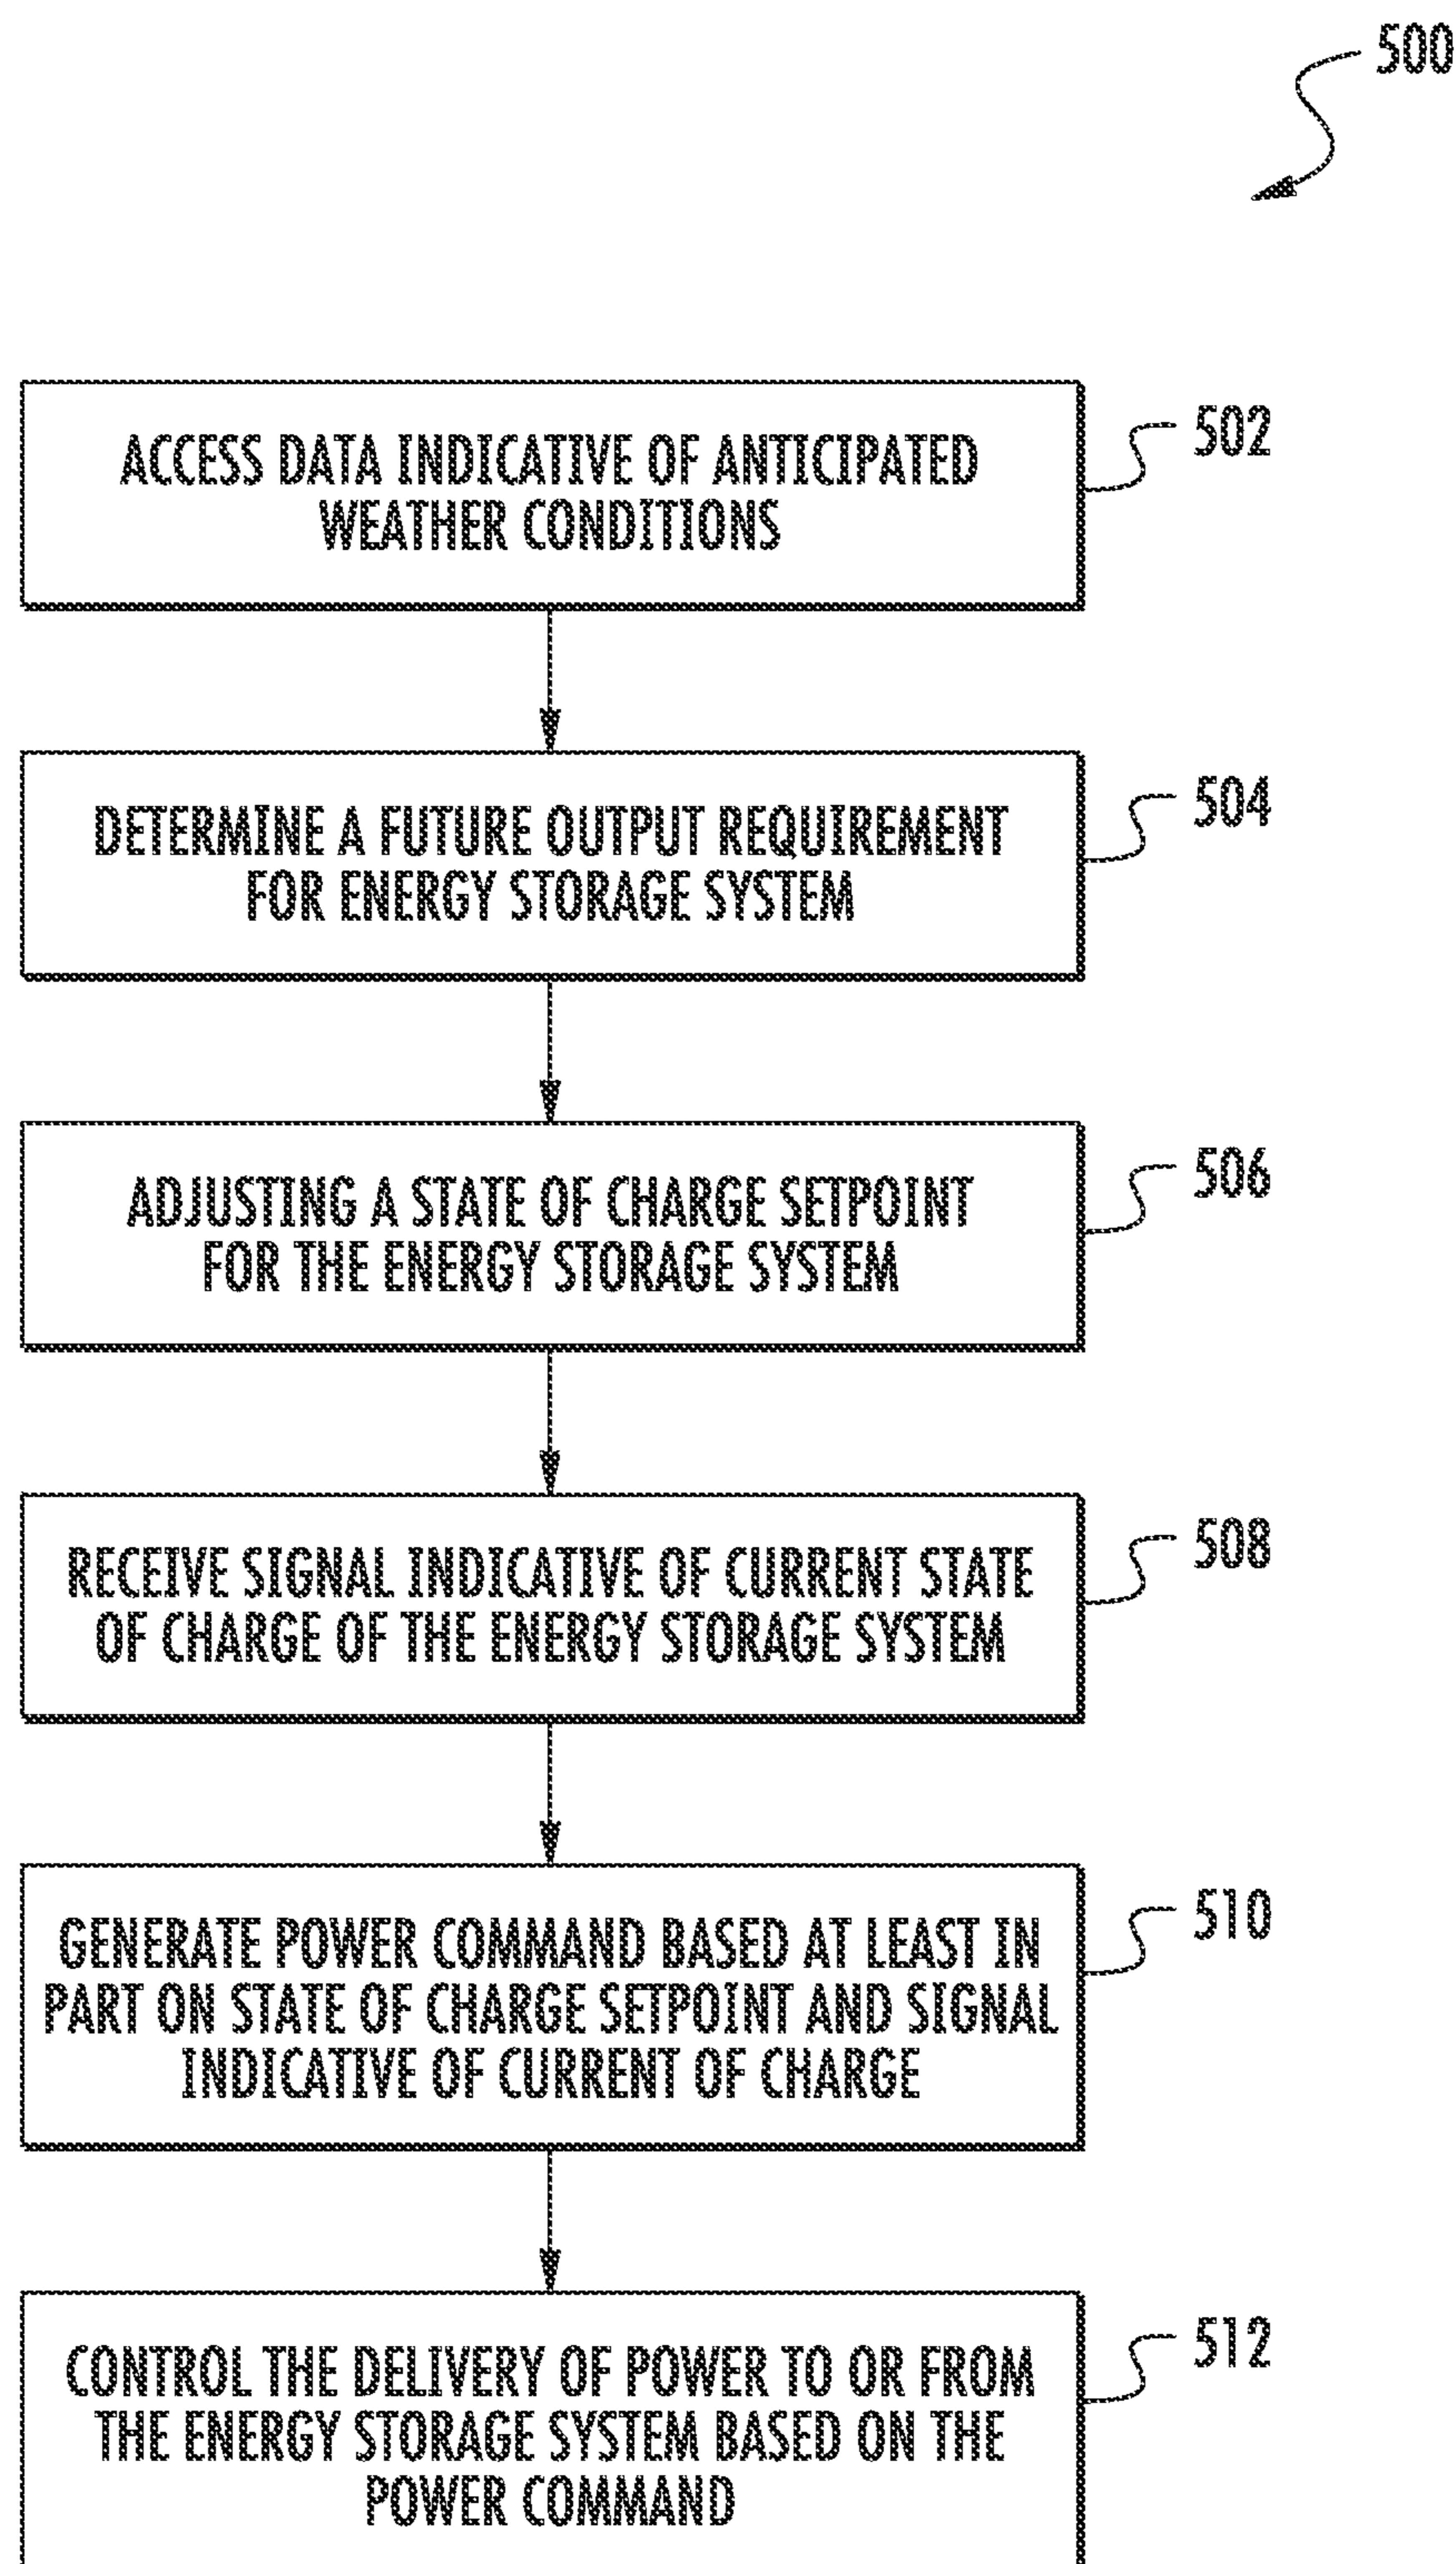 500
ACCESS DATA INDICATIVE OF ANTICIPATED
WEATHER CONDITIONS
502
DETERMINE A FUTURE OUTPUT REQUIREMENT
FOR ENERGY STORAGE SYSTEM
504
ADJUSTING A STATE OF CHARGE SETPOINT
FOR THE ENERGY STORAGE SYSTEM
506
RECEIVE SIGNAL INDICATIVE OF CURRENT STATE
OF CHARGE OF THE ENERGY STORAGE SYSTEM
508
GENERATE POWER COMMAND BASED AT LEAST IN
PART ON STATE OF CHARGE SETPOINT AND SIGNAL
INDICATIVE OF CURRENT OF CHARGE
510
CONTROL THE DELIVERY OF POWER TO OR FROM
THE ENERGY STORAGE SYSTEM BASED ON THE
POWER COMMAND
512